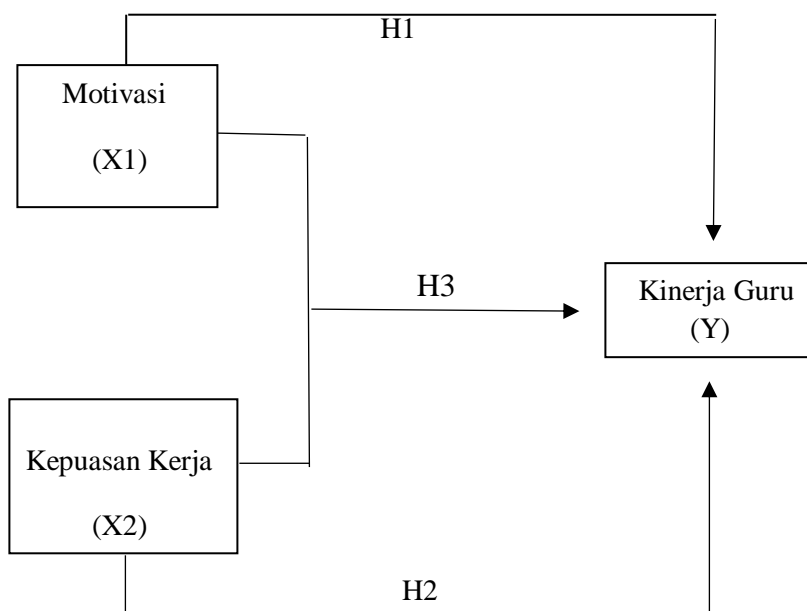 H1
Motivasi
(X1)
H3
Kinerja Guru
(Y)
Kepuasan Kerja
(X2)
H2